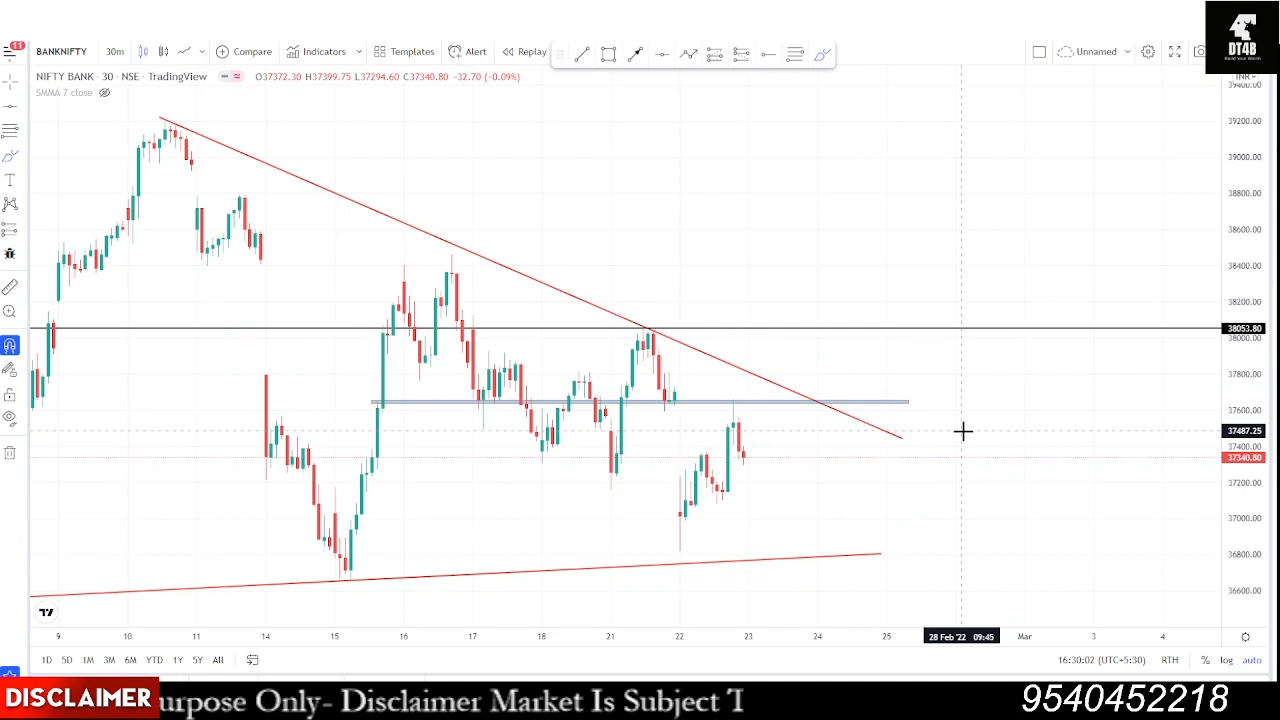 11
BANKNIFTY 30m Compare Indicators Templates Alert Replay Unnamed
DT4B
Build Your Worth
NIFTY BANK · 30 · NSE · TradingView O37372.30 H37399.75 L37294.60 C37340.80 −32.70 (−0.09%)
INR
SMMA 7 close
39400.00
39200.00
39000.00
38800.00
38600.00
38400.00
38200.00
38053.80
38000.00
37800.00
37600.00
37487.25
37400.00
37340.80
37200.00
37000.00
36800.00
36600.00
9 10 11 14 15 16 17 18 21 22 23 24 25 28 Feb '22 09:45 Mar 3 4
1D 5D 1M 3M 6M YTD 1Y 5Y All 16:30:02 (UTC+5:30) RTH % log auto
DISCLAIMER urpose Only- Disclaimer Market Is Subject T 9540452218